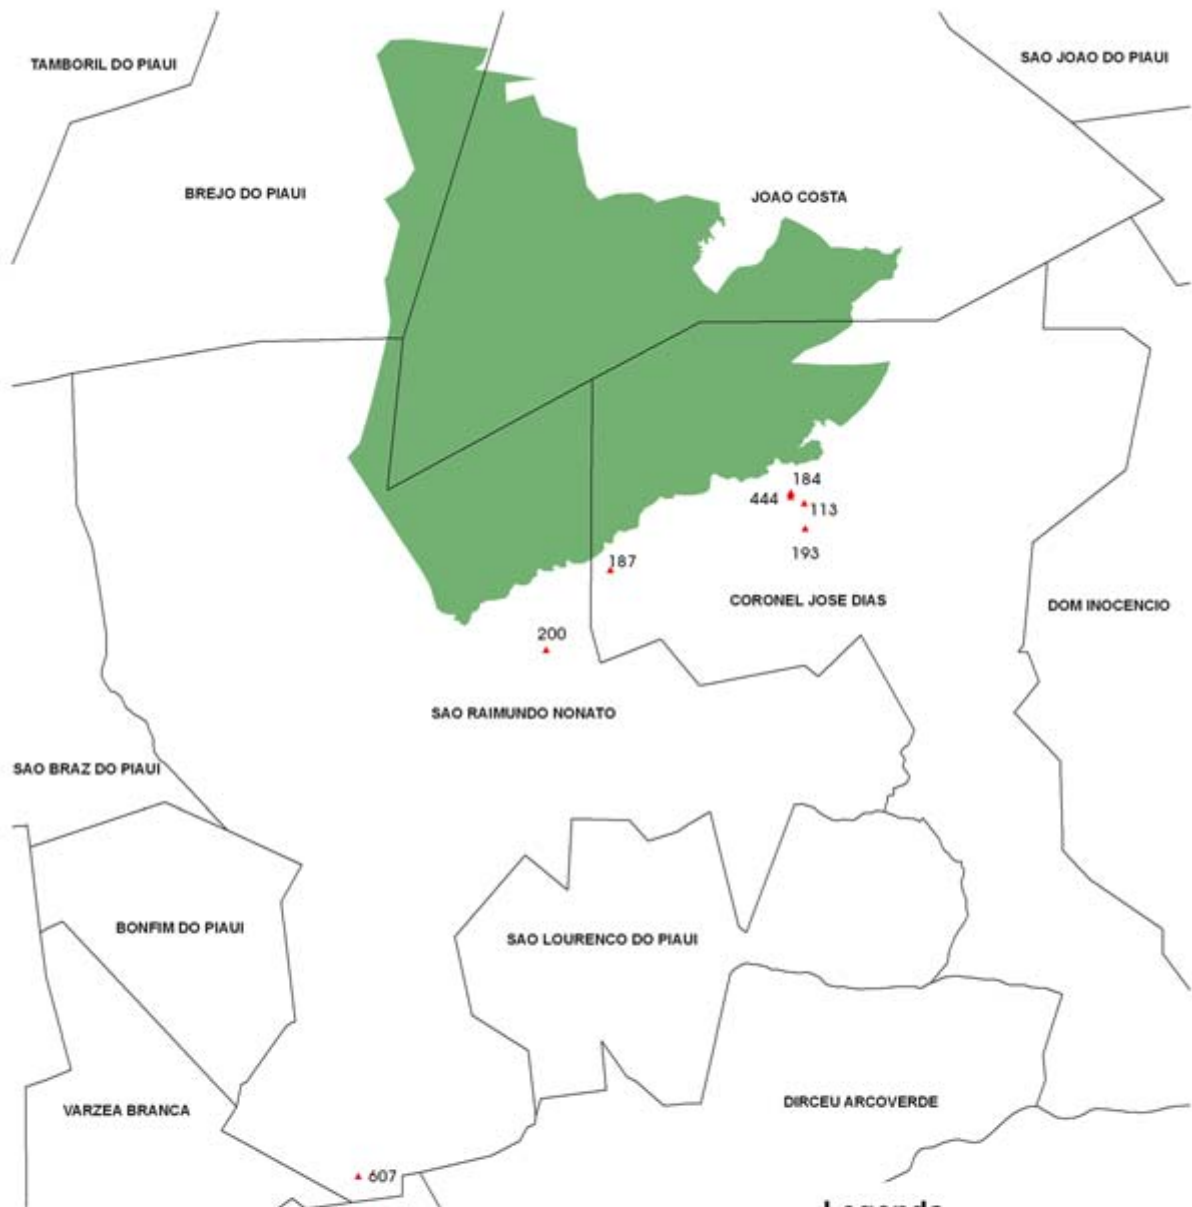 SAO JOAO DO PIAUI
TAMBORIL DO PIAUI
BREJO DO PIAUI
JOAO COSTA
184
444
113
193
187
CORONEL JOSE DIAS
DOM INOCENCIO
200
SAO RAIMUNDO NONATO
SAO BRAZ DO PIAUI
BONFIM DO PIAUI
SAO LOURENCO DO PIAUI
DIRCEU ARCOVERDE
VARZEA BRANCA
607